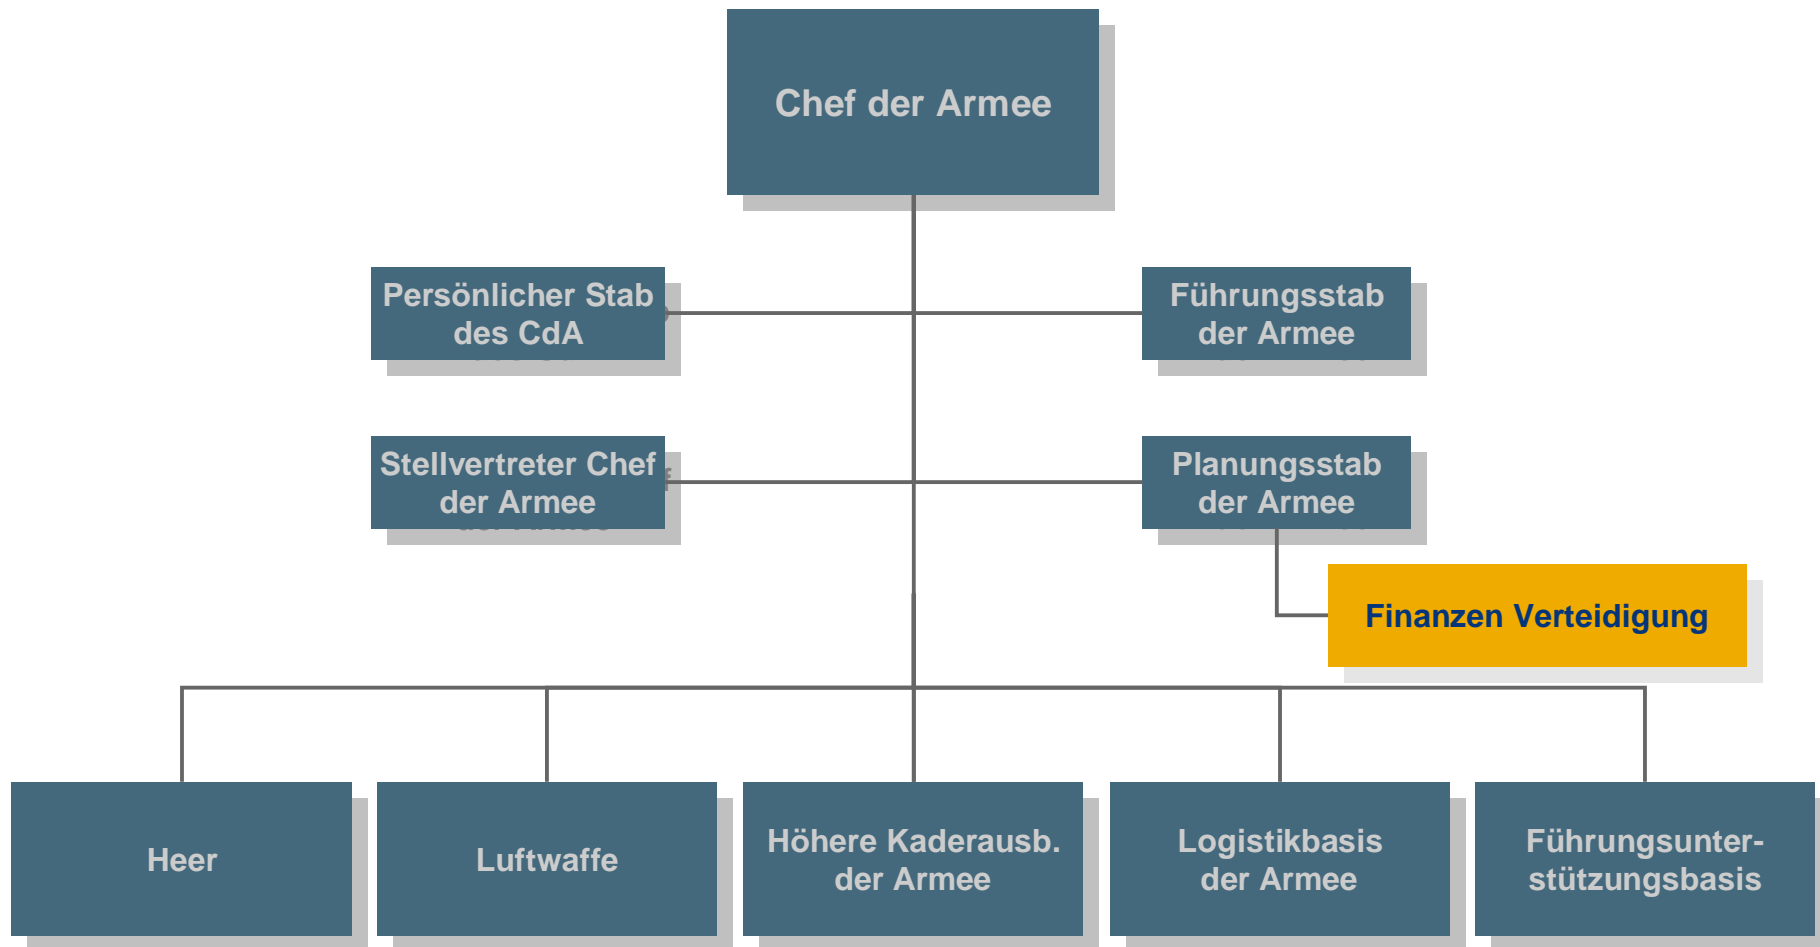 Chef der Armee
Persönlicher Stab
des CdA
Führungsstab
der Armee
Stellvertreter Chef
der Armee
Planungsstab
der Armee
Finanzen Verteidigung
Heer
Luftwaffe
Höhere Kaderausb.
der Armee
Logistikbasis
der Armee
Führungsunter-
stützungsbasis